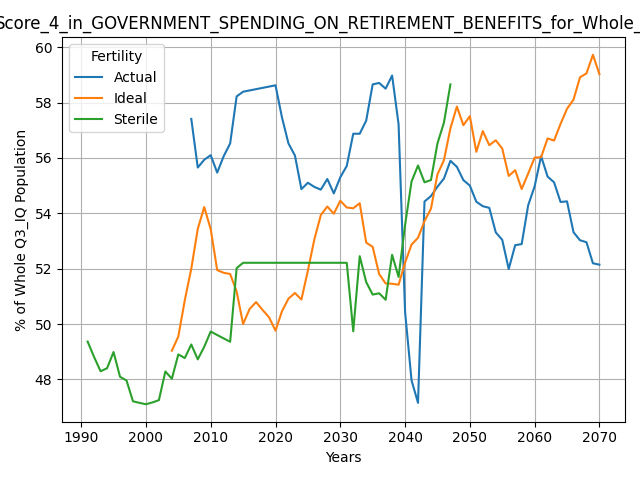 Score_4_in_GOVERNMENT_SPENDING_ON_RETIREMENT_BENEFITS_for_Whole_
Fertility
Actual
Ideal
Sterile
% of Whole Q3_IQ Population
60
58
56
54
52
50
48
1990 2000 2010 2020 2030 2040 2050 2060 2070
Years